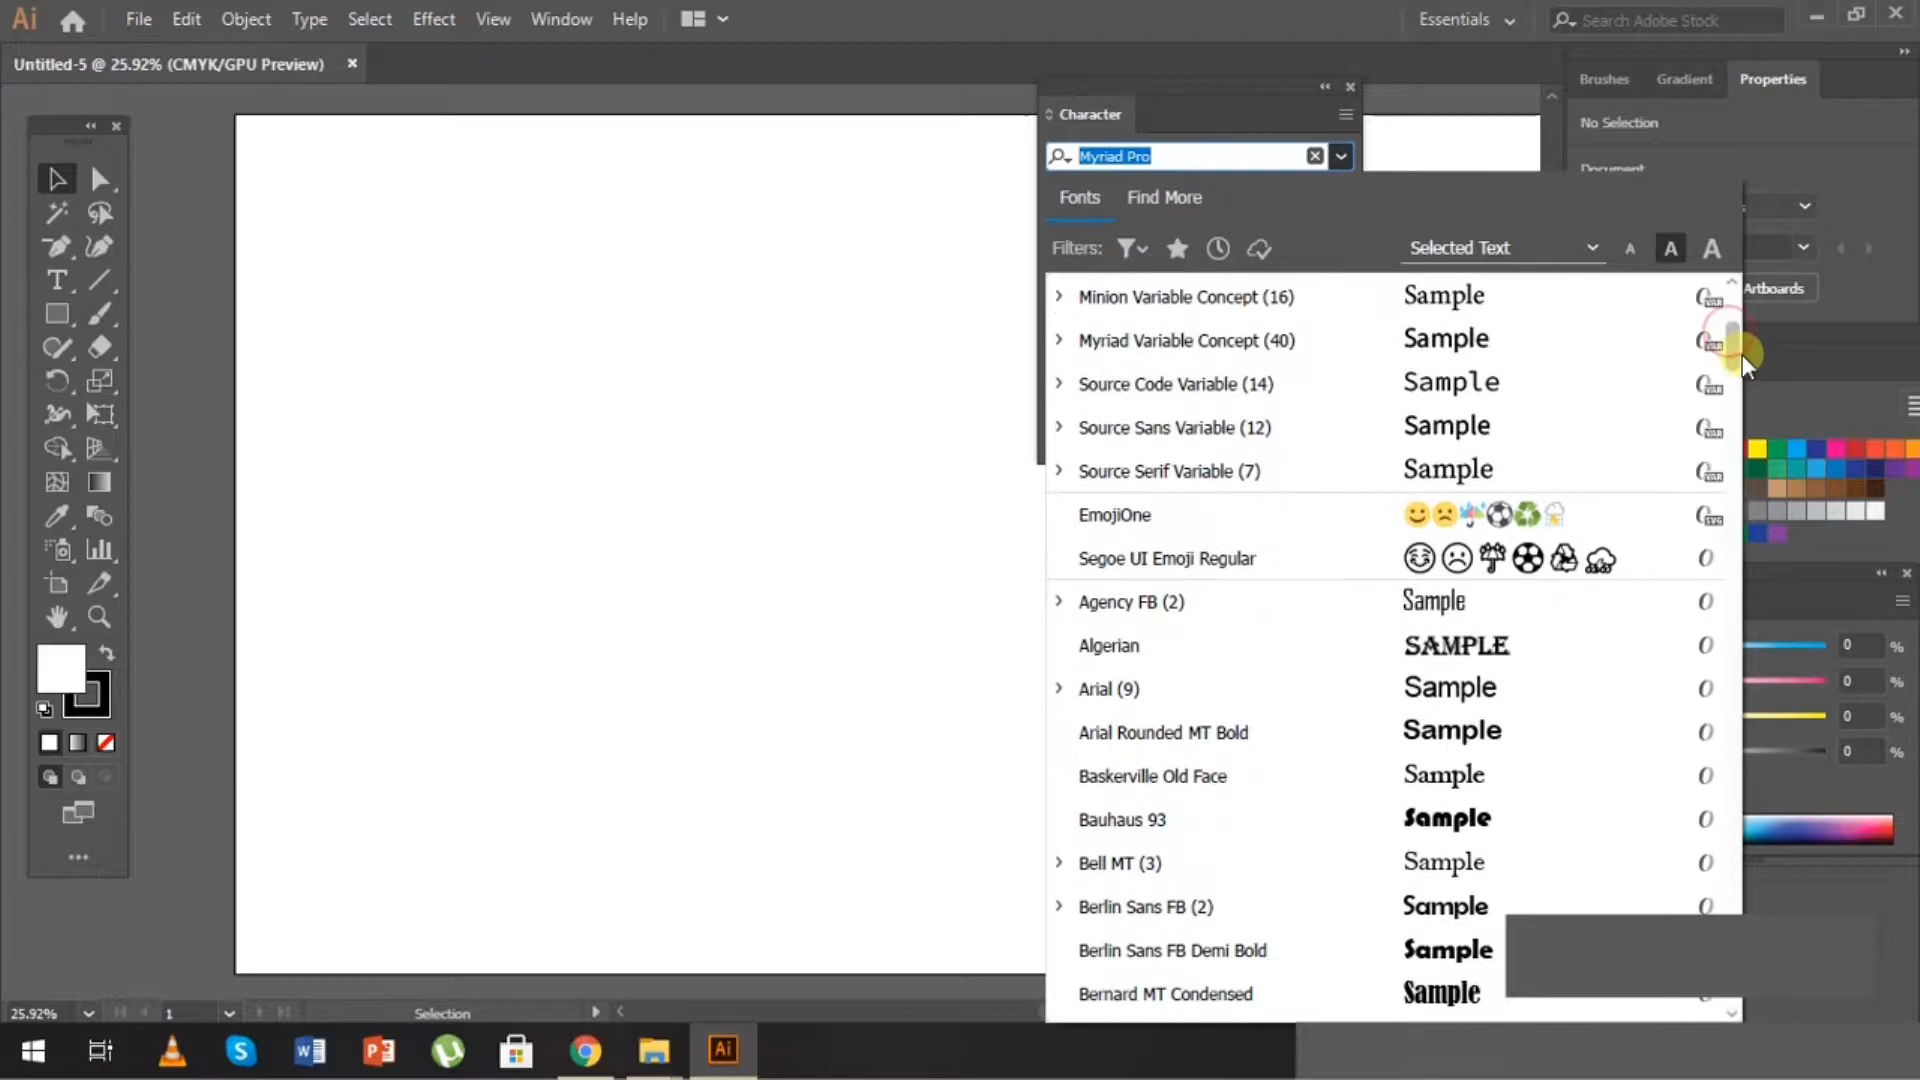 Ai File Edit Object Type Select Effect View Window Help Essentials Search Adobe Stock
Untitled-5 @ 25.92% (CMYK/GPU Preview)
Brushes Gradient Properties
Character
No Selection
Myriad Pro
Document
Fonts Find More
Filters: Selected Text A A A
Artboards
Minion Variable Concept (16) Sample
Myriad Variable Concept (40) Sample
Source Code Variable (14) Sample
Source Sans Variable (12) Sample
Source Serif Variable (7) Sample
EmojiOne
Segoe UI Emoji Regular
Agency FB (2) Sample
Algerian SAMPLE
Arial (9) Sample
Arial Rounded MT Bold Sample
Baskerville Old Face Sample
Bauhaus 93 Sample
Bell MT (3) Sample
Berlin Sans FB (2) Sample
Berlin Sans FB Demi Bold Sample
Bernard MT Condensed Sample
0 %
0 %
0 %
0 %
25.92% 1 Selection
Ai